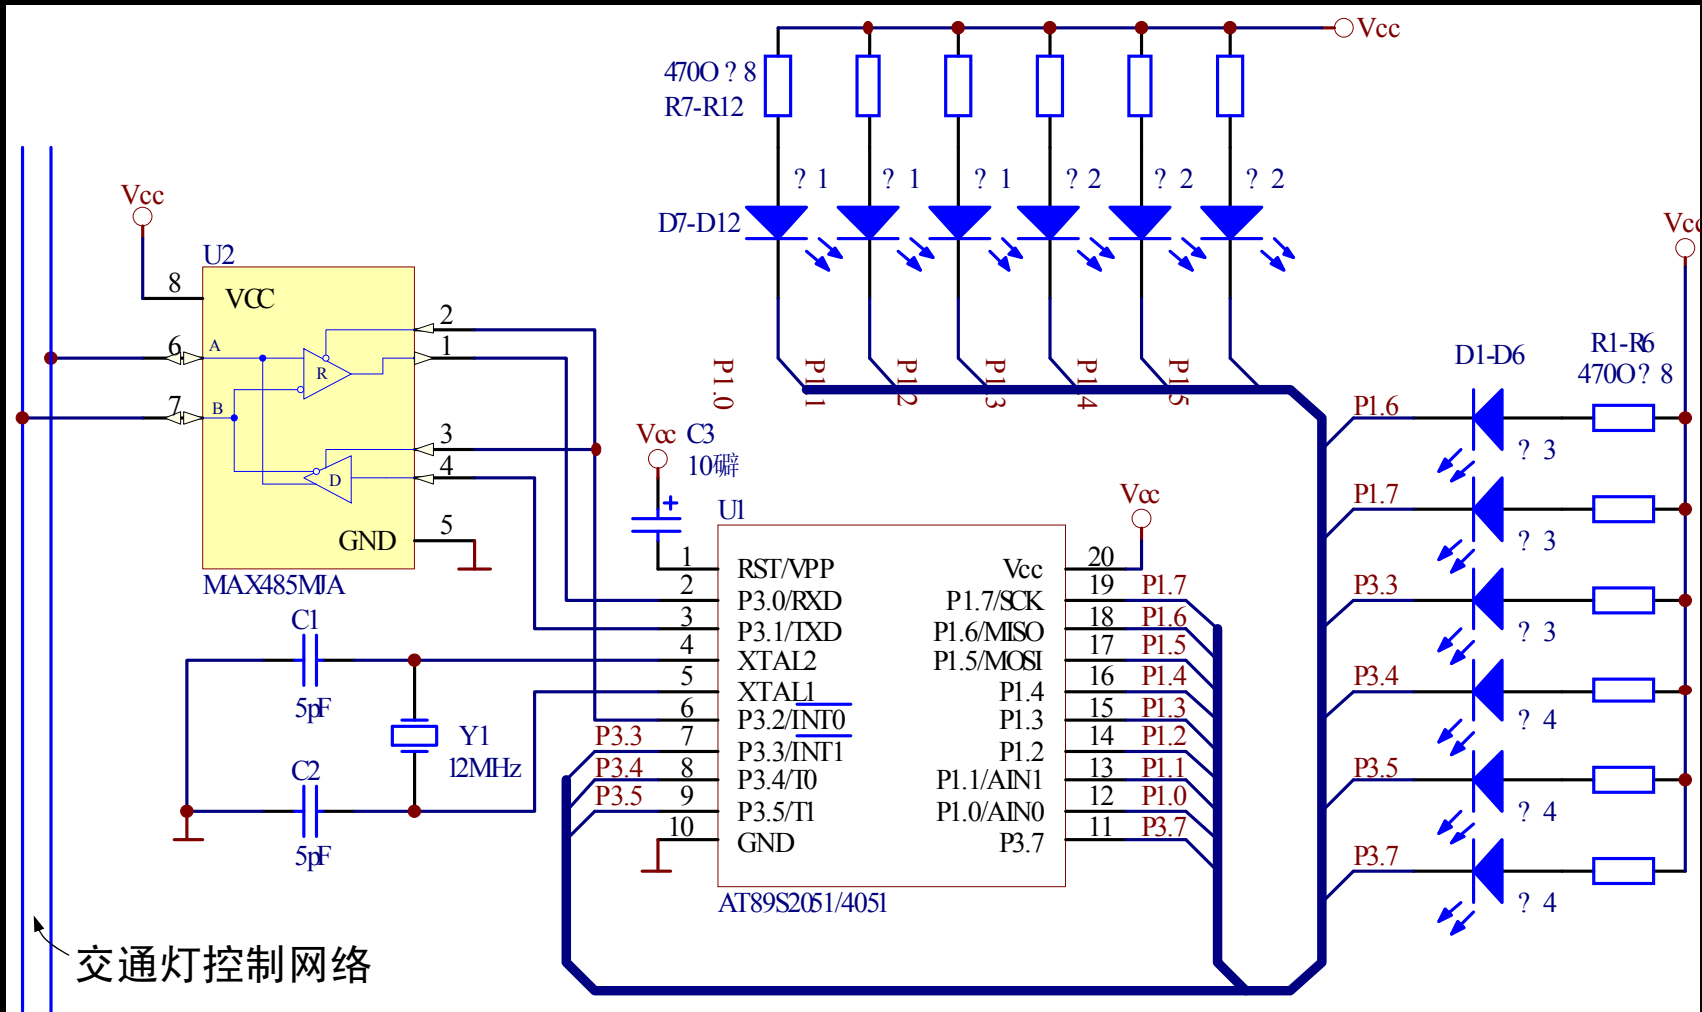 Vcc
470O ? 8
R7-R12
? 1
? 1
? 1
? 2
? 2
? 2
D7-D12
P1.0
P1.1
P1.2
P1.3
P1.4
P1.5
Vcc
U2
8
VCC
6
A
7
B
R
D
2
1
3
4
5
GND
MAX485MJA
Vcc
C3
10礔
+
C1
5pF
C2
5pF
Y1
12MHz
U1
Vcc
1
RST/VPP
2
P3.0/RXD
3
P3.1/TXD
4
XTAL2
5
XTAL1
6
P3.2/INT0
P3.3
7
P3.3/INT1
P3.4
8
P3.4/T0
P3.5
9
P3.5/T1
10
GND
Vcc
20
P1.7/SCK
19
P1.7
P1.6/MISO
18
P1.6
P1.5/MOSI
17
P1.5
P1.4
16
P1.4
P1.3
15
P1.3
P1.2
14
P1.2
P1.1/AIN1
13
P1.1
P1.0/AIN0
12
P1.0
P3.7
11
P3.7
AT89S2051/4051
Vcc
D1-D6
R1-R6
470O? 8
P1.6
? 3
P1.7
? 3
P3.3
? 3
P3.4
? 4
P3.5
? 4
P3.7
? 4
交通灯控制网络